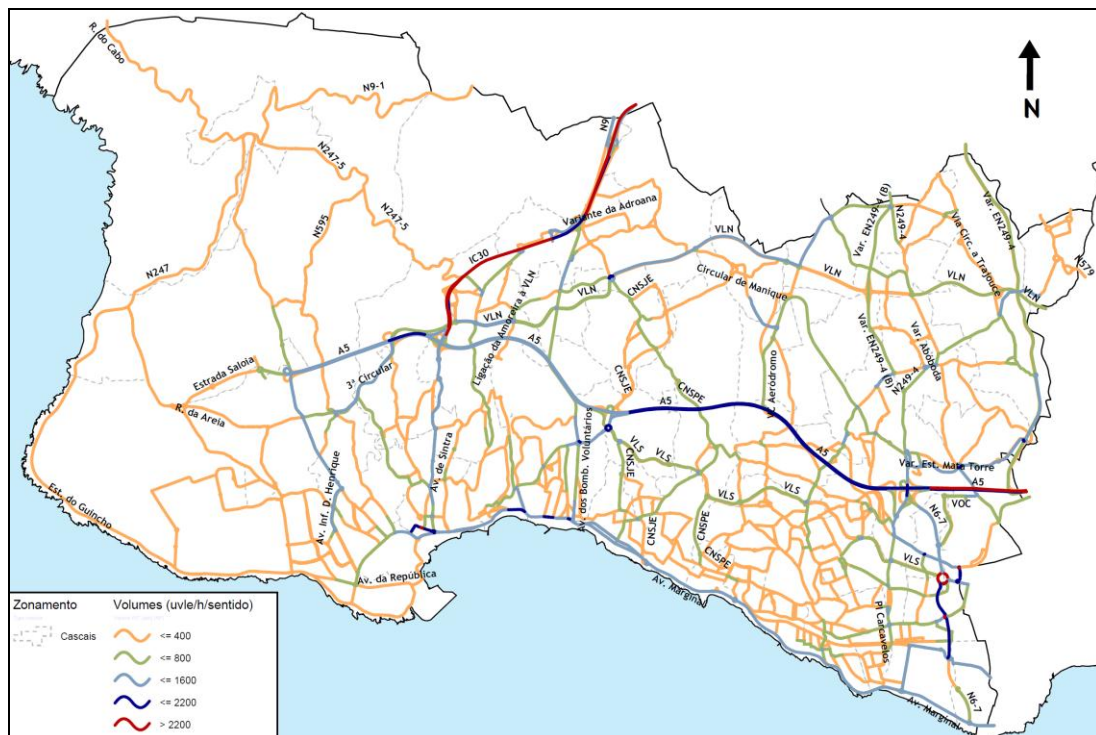 R. do Cabo
N9-1
N9
N247-5
N247-5
N595
Variante da Adroana
IC30
N247
VLN
CNSJE
VLN
VLN
Circular de Manique
VLN
VLN
VLN
Var. EN249-4 (B)
N249-4
Via Circ. a Trajouce
Var. EN249-4
N579
Ligação da Amoreira à VLN
A5
A5
3ª Circular
Estrada Saloia
R. da Areia
CNSJE
CNSPE
A5
Var. EN249-4 (B)
Var. Aboboda
N249-4
Av. dos Bomb. Voluntários
Av. de Sintra
Av. Inf. D. Henrique
VLS
VLS
CNSJE
A5
Var. Est. Mata Torre
A5
VOC
VLS
VLS
N6-7
Est. do Guincho
CNSJE
CNSPE
CNSPE
VLS
Av. da República
Av. Marginal
Pl Carcavelos
N6-7
Av. Marginal
N
Zonamento
Cascais
Volumes (uvle/h/sentido)
<= 400
<= 800
<= 1600
<= 2200
> 2200